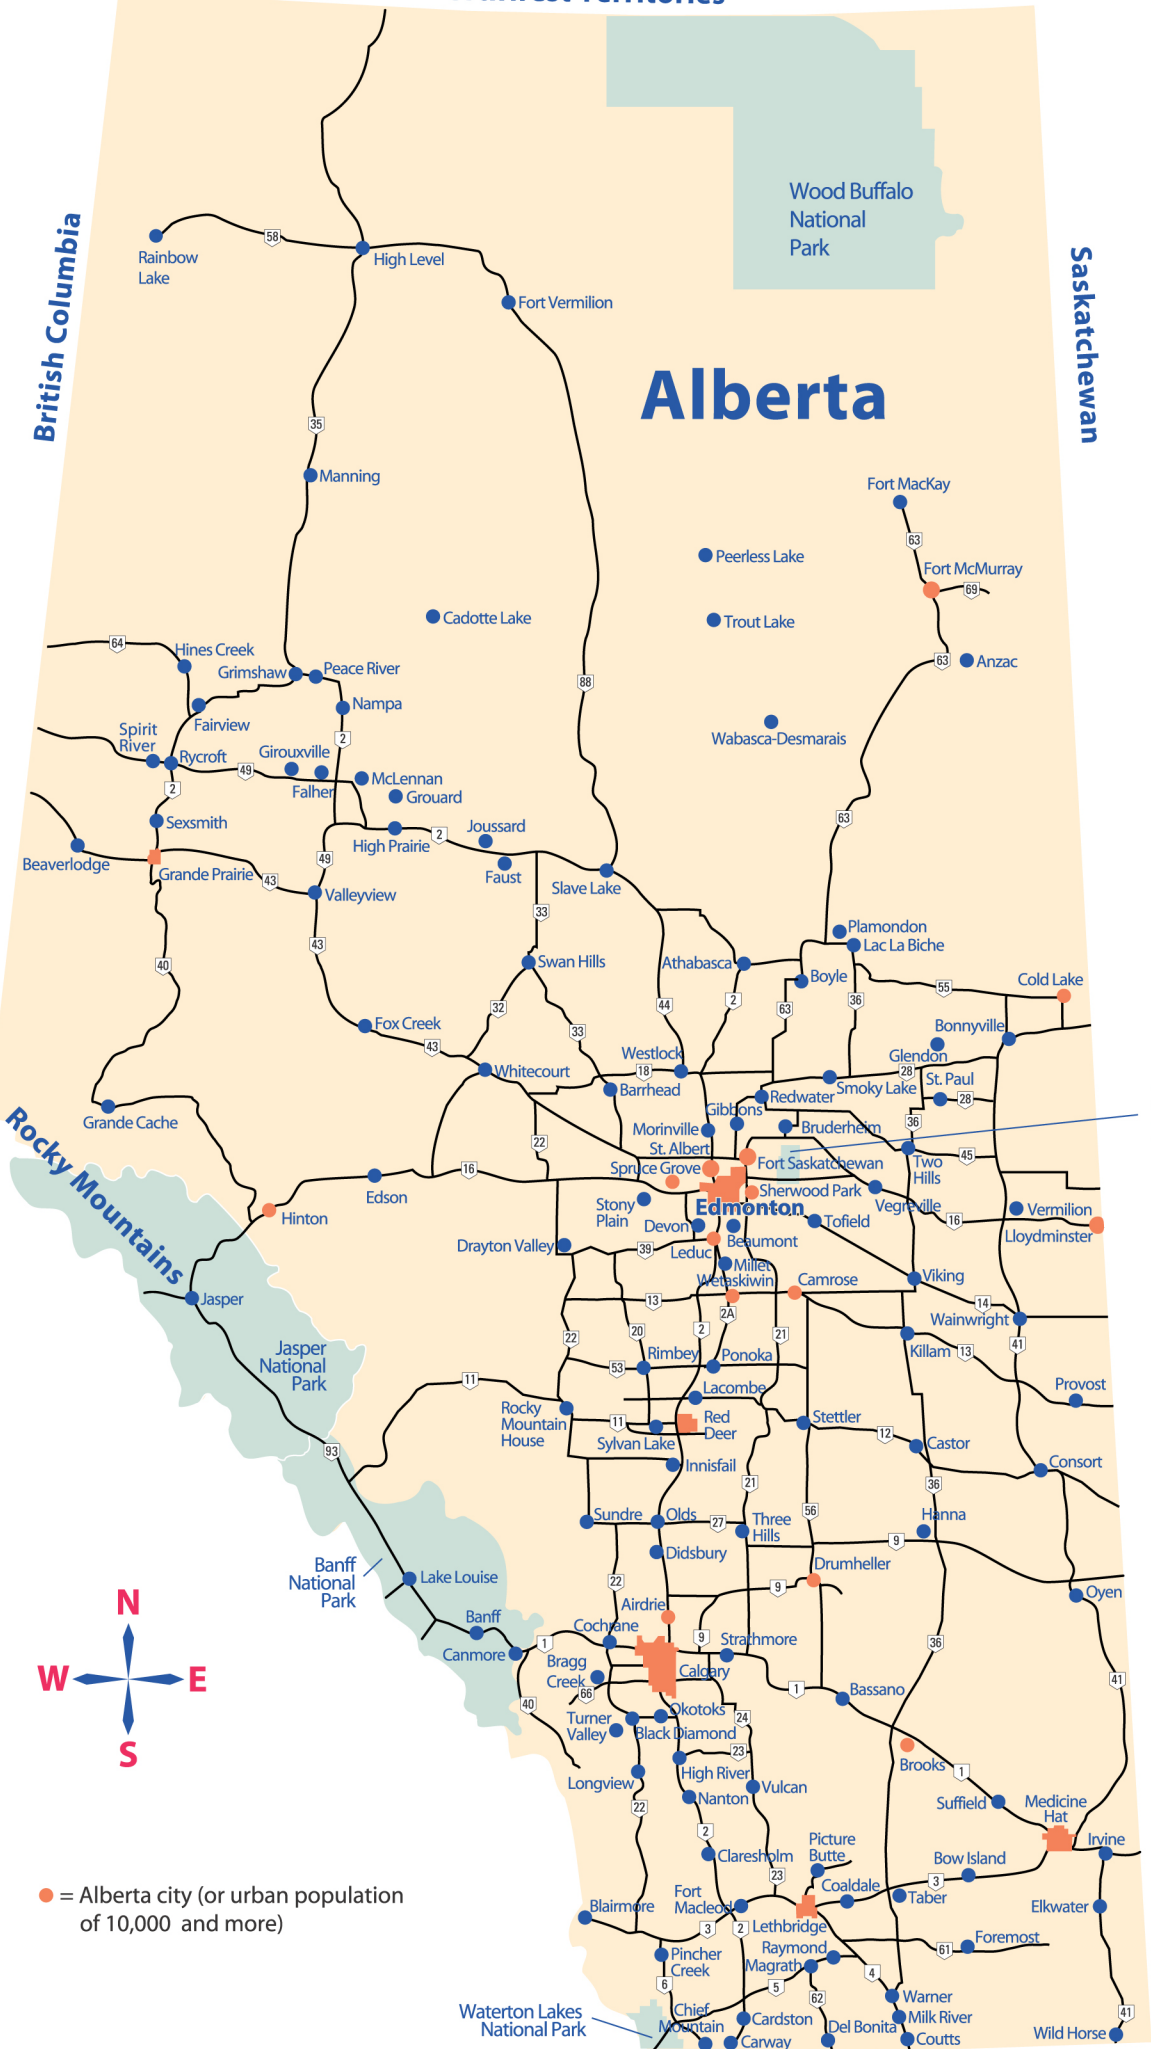 Northwest Territories
British Columbia
Saskatchewan
Alberta
Wood Buffalo
National
Park
58
Rainbow
Lake
High Level
Fort Vermilion
35
Manning
Fort MacKay
63
Fort McMurray
69
Peerless Lake
Cadotte Lake
Trout Lake
64
Hines Creek
Grimshaw
Peace River
63
Anzac
88
Fairview
Nampa
Spirit
River
Rycroft
2
Wabasca-Desmarais
Girouxville
49
Falher
McLennan
2
Grouard
Sexsmith
63
Joussard
2
High Prairie
Beaverlodge
Grande Prairie
49
43
Faust
Slave Lake
Valleyview
33
Plamondon
43
Lac La Biche
40
Swan Hills
Athabasca
Boyle
55
Cold Lake
32
44
2
63
36
Fox Creek
33
Bonnyville
43
Westlock
Glendon
18
28
Whitecourt
Barrhead
Smoky Lake
St. Paul
Redwater
28
Grande Cache
Gibbons
36
Morinville
Bruderheim
22
St. Albert
Rocky Mountains
16
Spruce Grove
Fort Saskatchewan
Two
Hills
45
Edson
Sherwood Park
Stony
Plain
Edmonton
Vegreville
Vermilion
Hinton
Devon
Tofield
16
Lloydminster
Drayton Valley
39
Leduc
Beaumont
Millet
Wetaskiwin
Camrose
Viking
Jasper
13
2A
14
Wainwright
22
20
2
21
Killam
13
41
Jasper
National
Park
53
Rimbey
Ponoka
11
Lacombe
Provost
Rocky
Mountain
House
11
Sylvan Lake
Red
Deer
Stettler
12
Castor
93
Innisfail
Consort
21
36
Sundre
Olds
27
Three
Hills
56
Hanna
9
Didsbury
Banff
National
Park
Lake Louise
22
9
Drumheller
Oyen
Airdrie
N
Banff
Cochrane
9
Strathmore
Canmore
1
36
W
E
Bragg
Creek
Calgary
41
66
1
Bassano
40
Okotoks
24
Turner
Valley
Black Diamond
S
23
Brooks
High River
1
Longview
Vulcan
22
Nanton
Suffield
Medicine
Hat
2
Picture
Butte
Irvine
Claresholm
23
Bow Island
3
= Alberta city (or urban population
of 10,000 and more)
Fort
Macleod
Coaldale
Taber
Blairmore
Elkwater
3
2
Lethbridge
Foremost
Raymond
61
Pincher
Creek
Magrath
4
6
5
62
Warner
Waterton Lakes
National Park
Chief
Mountain
Cardston
Milk River
41
Del Bonita
Wild Horse
Carway
Coutts